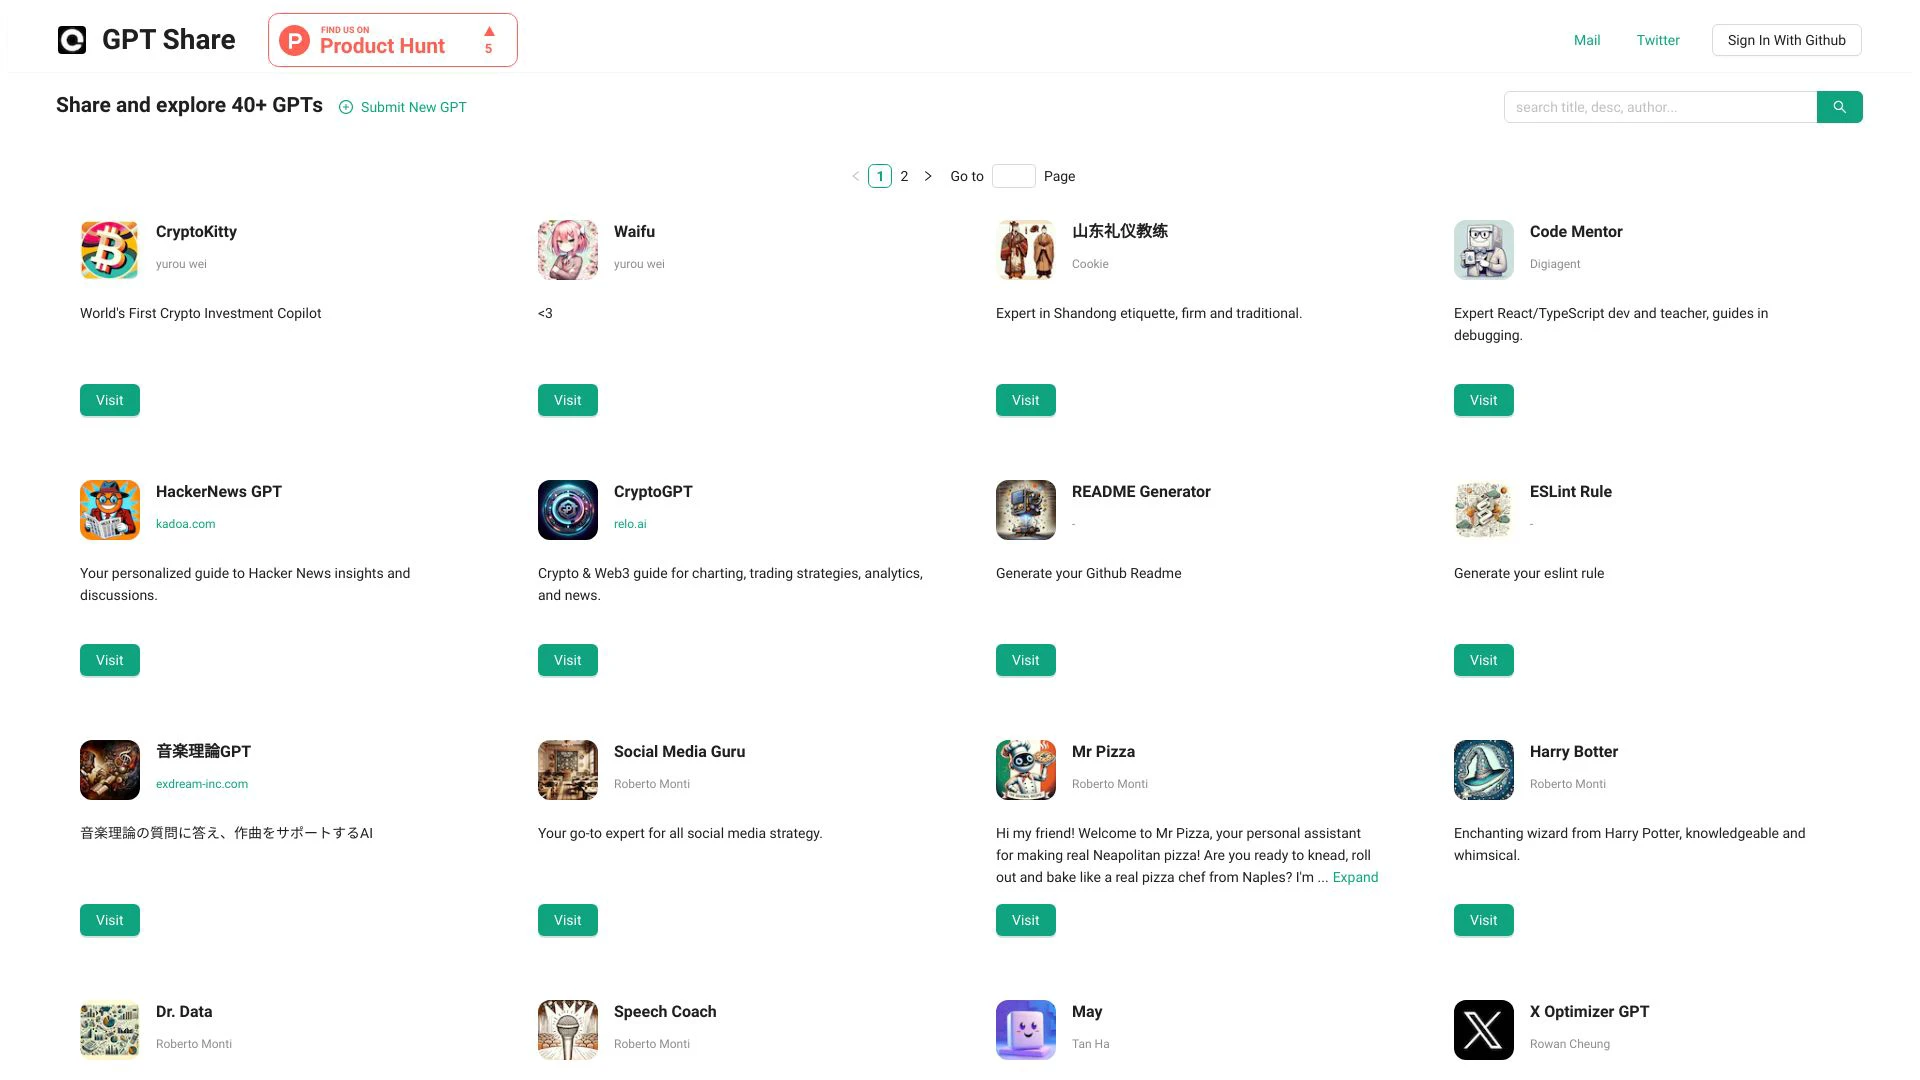 GPT Share
FIND US ON
Product Hunt
5
Mail
Twitter
Sign In With Github
Share and explore 40+ GPTs
Submit New GPT
search title, desc, author...
< 1 2 > Go to Page
CryptoKitty
yurou wei
World's First Crypto Investment Copilot
Visit
Waifu
yurou wei
<3
Visit
山东礼仪教练
Cookie
Expert in Shandong etiquette, firm and traditional.
Visit
Code Mentor
Digiagent
Expert React/TypeScript dev and teacher, guides in
debugging.
Visit
HackerNews GPT
kadoa.com
Your personalized guide to Hacker News insights and
discussions.
Visit
CryptoGPT
relo.ai
Crypto & Web3 guide for charting, trading strategies, analytics,
and news.
Visit
README Generator
-
Generate your Github Readme
Visit
ESLint Rule
-
Generate your eslint rule
Visit
音楽理論GPT
exdream-inc.com
音楽理論の質問に答え、作曲をサポートするAI
Visit
Social Media Guru
Roberto Monti
Your go-to expert for all social media strategy.
Visit
Mr Pizza
Roberto Monti
Hi my friend! Welcome to Mr Pizza, your personal assistant
for making real Neapolitan pizza! Are you ready to knead, roll
out and bake like a real pizza chef from Naples? I'm ... Expand
Visit
Harry Botter
Roberto Monti
Enchanting wizard from Harry Potter, knowledgeable and
whimsical.
Visit
Dr. Data
Roberto Monti
Speech Coach
Roberto Monti
May
Tan Ha
X Optimizer GPT
Rowan Cheung